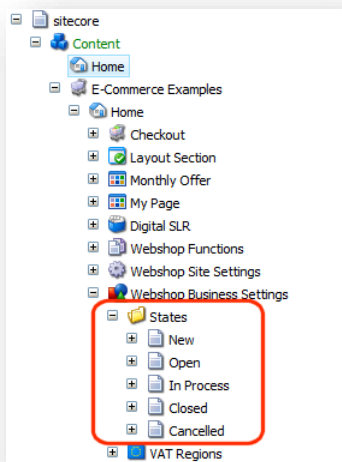 sitecore
Content
Home
E-Commerce Examples
Home
Checkout
Layout Section
Monthly Offer
My Page
Digital SLR
Webshop Functions
Webshop Site Settings
Webshop Business Settings
States
New
Open
In Process
Closed
Cancelled
VAT Regions